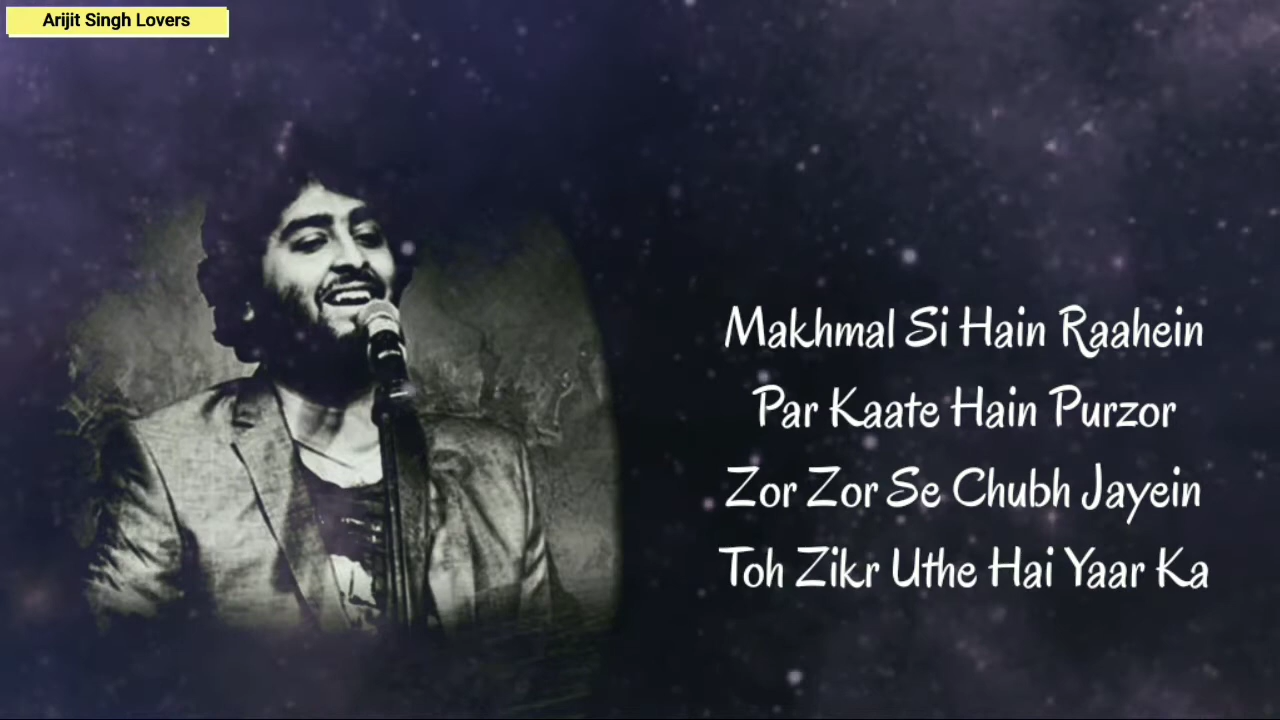 Arijit Singh Lovers
Makhmal Si Hain Raahein
Par Kaate Hain Purzor
Zor Zor Se Chubh Jayein
Toh Zikr Uthe Hai Yaar Ka